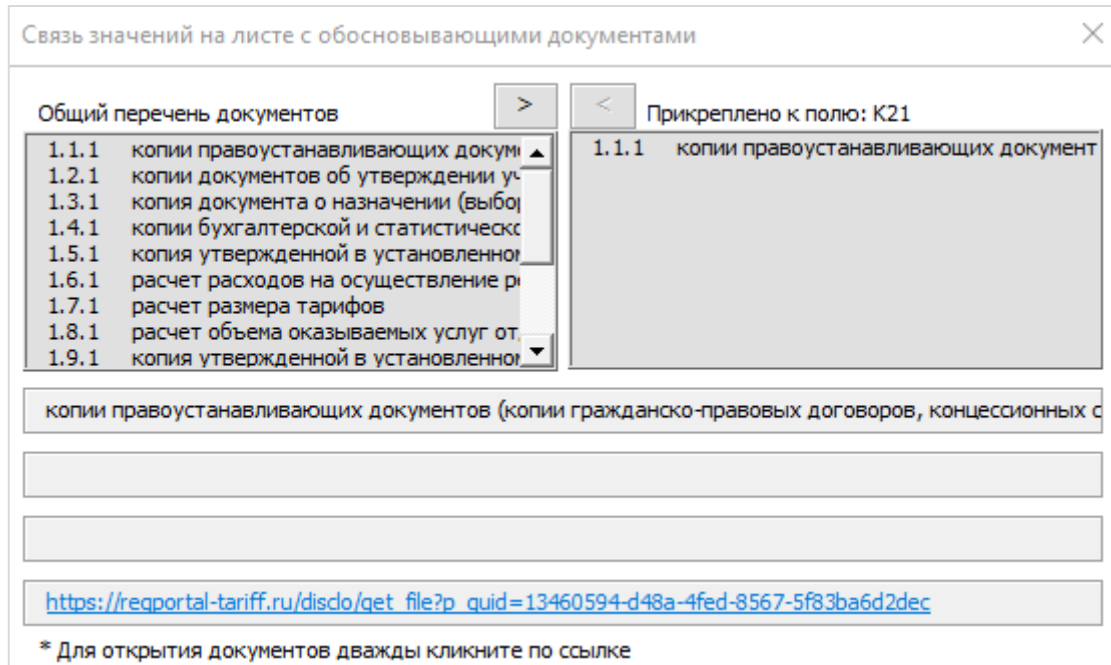 Связь значений на листе с обосновывающими документами
Общий перечень документов
>
<
Прикреплено к полю: K21
1.1.1 копии правоустанавливающих докум
1.2.1 копии документов об утверждении уч
1.3.1 копия документа о назначении (выбор
1.4.1 копии бухгалтерской и статистическо
1.5.1 копия утвержденной в установленном
1.6.1 расчет расходов на осуществление р
1.7.1 расчет размера тарифов
1.8.1 расчет объема оказываемых услуг от
1.9.1 копия утвержденной в установленном
1.1.1 копии правоустанавливающих документ
копии правоустанавливающих документов (копии гражданско-правовых договоров, концессионных с
https://regportal-tariff.ru/disclo/get_file?p_guid=13460594-d48a-4fed-8567-5f83ba6d2dec
* Для открытия документов дважды кликните по ссылке